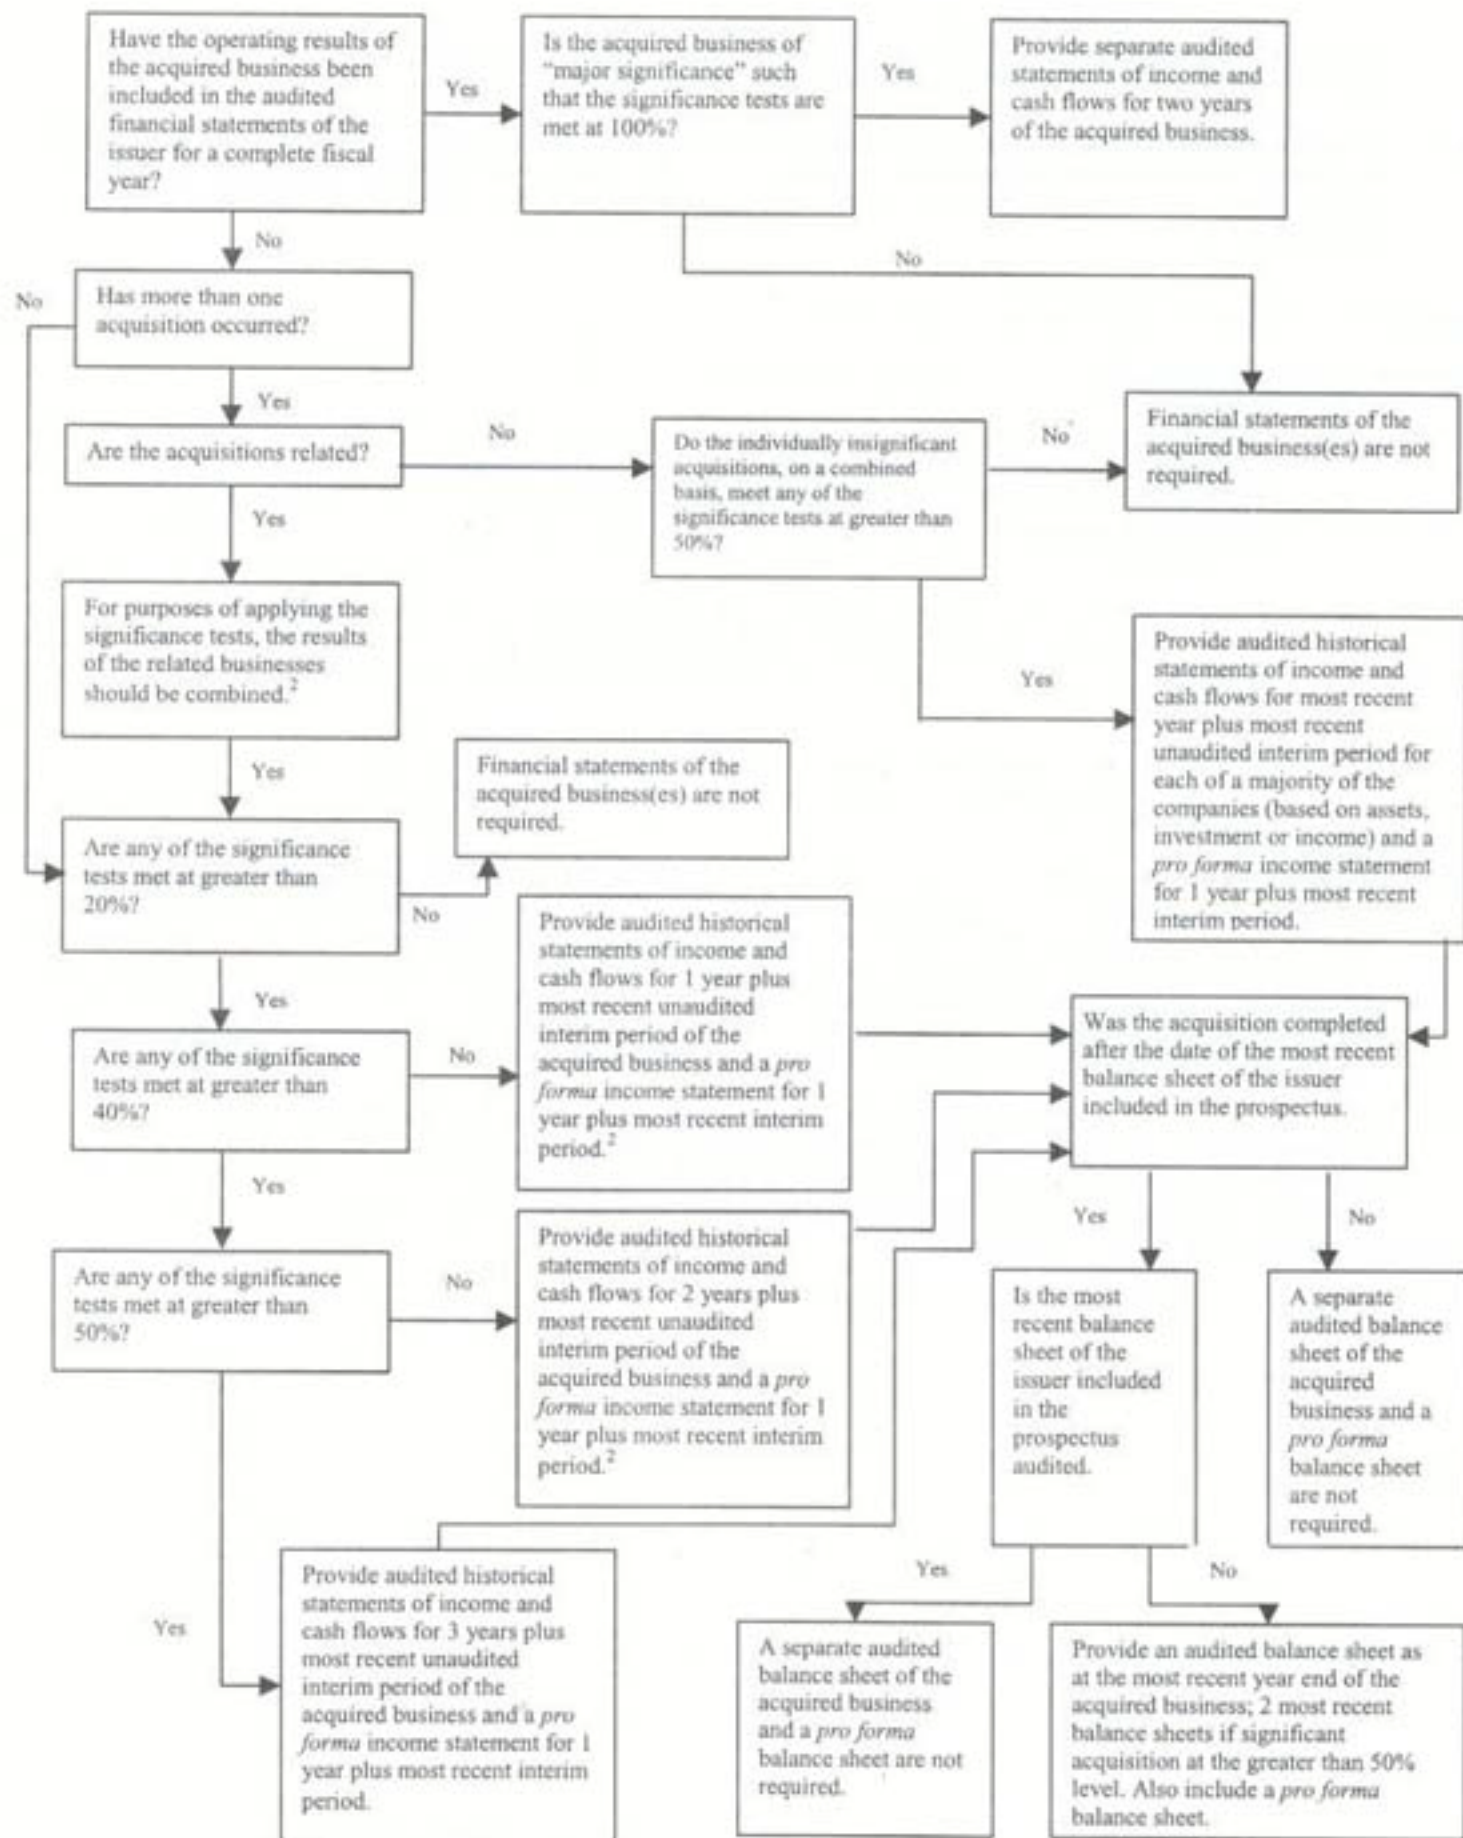 Have the operating results of
the acquired business been
included in the audited
financial statements of the
issuer for a complete fiscal
year?
Yes
Is the acquired business of
“major significance” such
that the significance tests are
met at 100%?
Yes
Provide separate audited
statements of income and
cash flows for two years
of the acquired business.
No
No
No
Has more than one
acquisition occurred?
Yes
Are the acquisitions related?
No
Do the individually insignificant
acquisitions, on a combined
basis, meet any of the
significance tests at greater than
50%?
No
Financial statements of the
acquired business(es) are not
required.
Yes
For purposes of applying the
significance tests, the results
of the related businesses
should be combined.2
Yes
Provide audited historical
statements of income and
cash flows for most recent
year plus most recent
unaudited interim period for
each of a majority of the
companies (based on assets,
investment or income) and a
pro forma income statement
for 1 year plus most recent
interim period.
Yes
Financial statements of the
acquired business(es) are not
required.
Are any of the significance
tests met at greater than
20%?
No
Yes
Provide audited historical
statements of income and
cash flows for 1 year plus
most recent unaudited
interim period of the
acquired business and a pro
forma income statement for 1
year plus most recent interim
period.2
Was the acquisition completed
after the date of the most recent
balance sheet of the issuer
included in the prospectus.
Are any of the significance
tests met at greater than
40%?
No
Yes
Yes
No
Are any of the significance
tests met at greater than
50%?
No
Provide audited historical
statements of income and
cash flows for 2 years plus
most recent unaudited
interim period of the
acquired business and a pro
forma income statement for 1
year plus most recent interim
period.2
Is the most
recent balance
sheet of the
issuer included
in the
prospectus
audited.
A separate
audited balance
sheet of the
acquired
business and a
pro forma
balance sheet
are not
required.
Yes
Provide audited historical
statements of income and
cash flows for 3 years plus
most recent unaudited
interim period of the
acquired business and a pro
forma income statement for 1
year plus most recent interim
period.
Yes
No
A separate audited
balance sheet of the
acquired business
and a pro forma
balance sheet are not
required.
Provide an audited balance sheet as
at the most recent year end of the
acquired business; 2 most recent
balance sheets if significant
acquisition at the greater than 50%
level. Also include a pro forma
balance sheet.